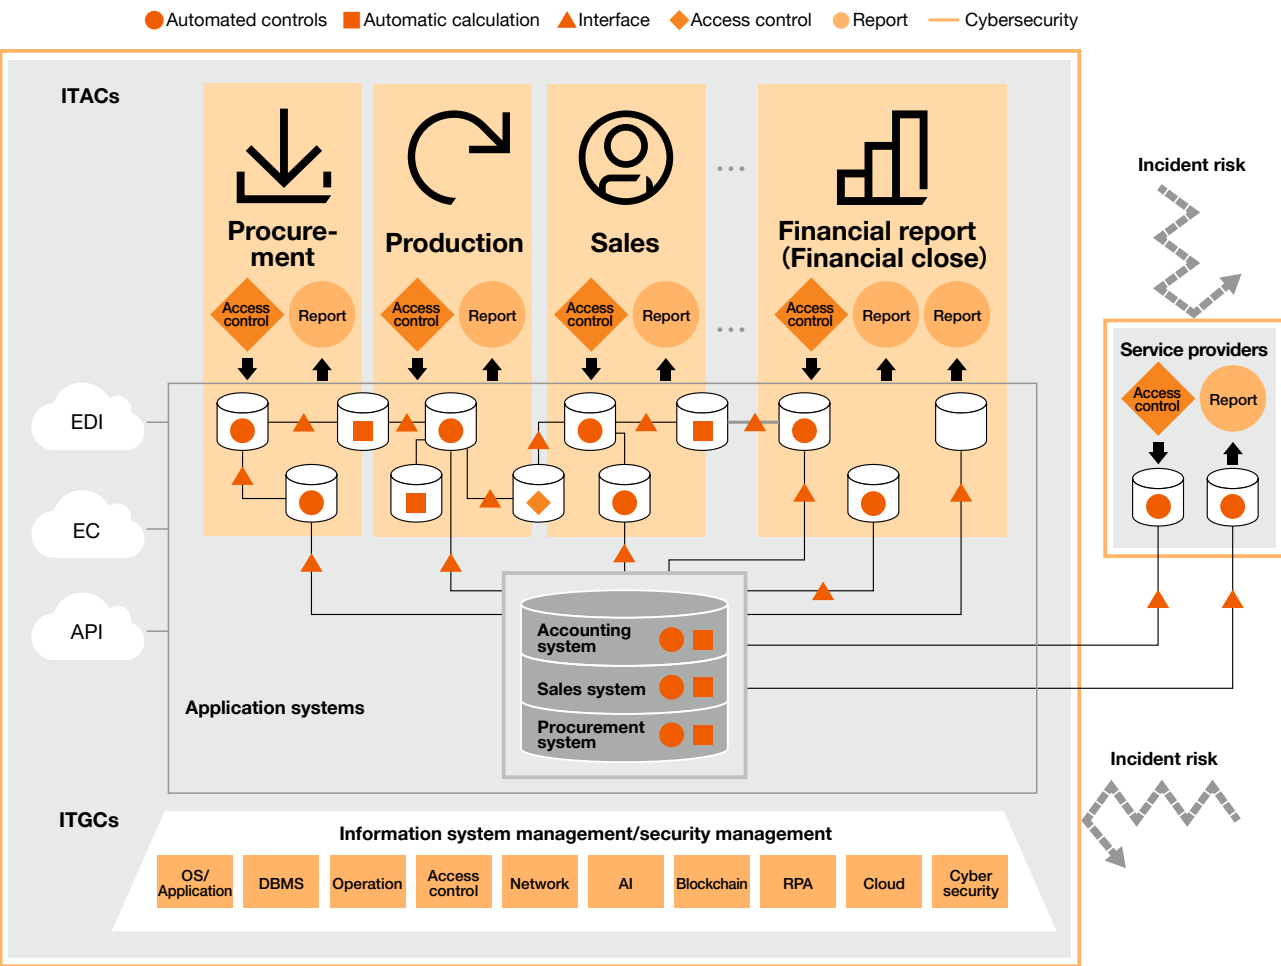 Automated controls
Automatic calculation
Interface
Access control
Report
Cybersecurity
ITACs
Procure-
ment
Production
Sales
...
Financial report
(Financial close)
Access
control
Report
Access
control
Report
Access
control
Report
...
Access
control
Report
Report
Incident risk
Service providers
Access
control
Report
EDI
EC
API
Accounting
system
Sales system
Procurement
system
Application systems
Incident risk
ITGCs
Information system management/security management
OS/
Application
DBMS
Operation
Access
control
Network
AI
Blockchain
RPA
Cloud
Cyber
security